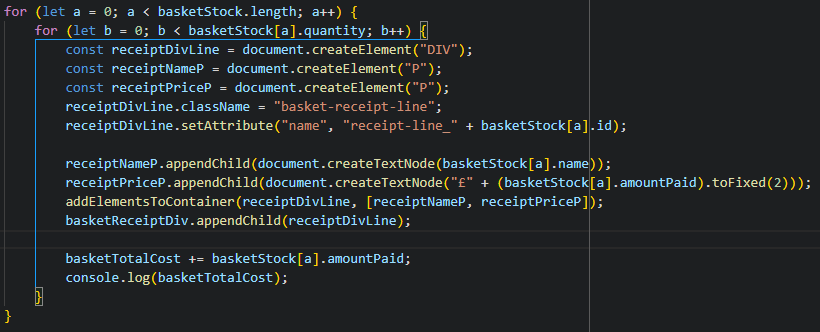 for (let a = 0; a < basketStock.length; a++) {
for (let b = 0; b < basketStock[a].quantity; b++) {
const receiptDivLine = document.createElement("DIV");
const receiptNameP = document.createElement("P");
const receiptPriceP = document.createElement("P");
receiptDivLine.className = "basket-receipt-line";
receiptDivLine.setAttribute("name", "receipt-line_" + basketStock[a].id);
receiptNameP.appendChild(document.createTextNode(basketStock[a].name));
receiptPriceP.appendChild(document.createTextNode("£" + (basketStock[a].amountPaid).toFixed(2)));
addElementsToContainer(receiptDivLine, [receiptNameP, receiptPriceP]);
basketReceiptDiv.appendChild(receiptDivLine);
basketTotalCost += basketStock[a].amountPaid;
console.log(basketTotalCost);
}
}